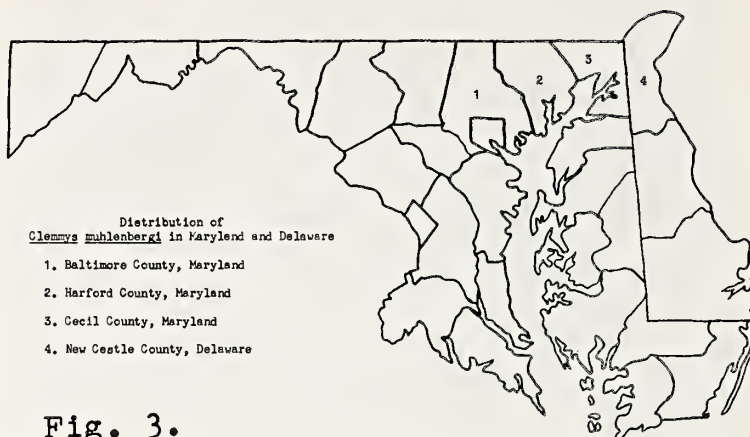 1
2
3
4
Distribution of
Clemmys muhlenbergi in Maryland and Delaware
1. Baltimore County, Maryland
2. Harford County, Maryland
3. Cecil County, Maryland
4. New Castle County, Delaware
Fig. 3.